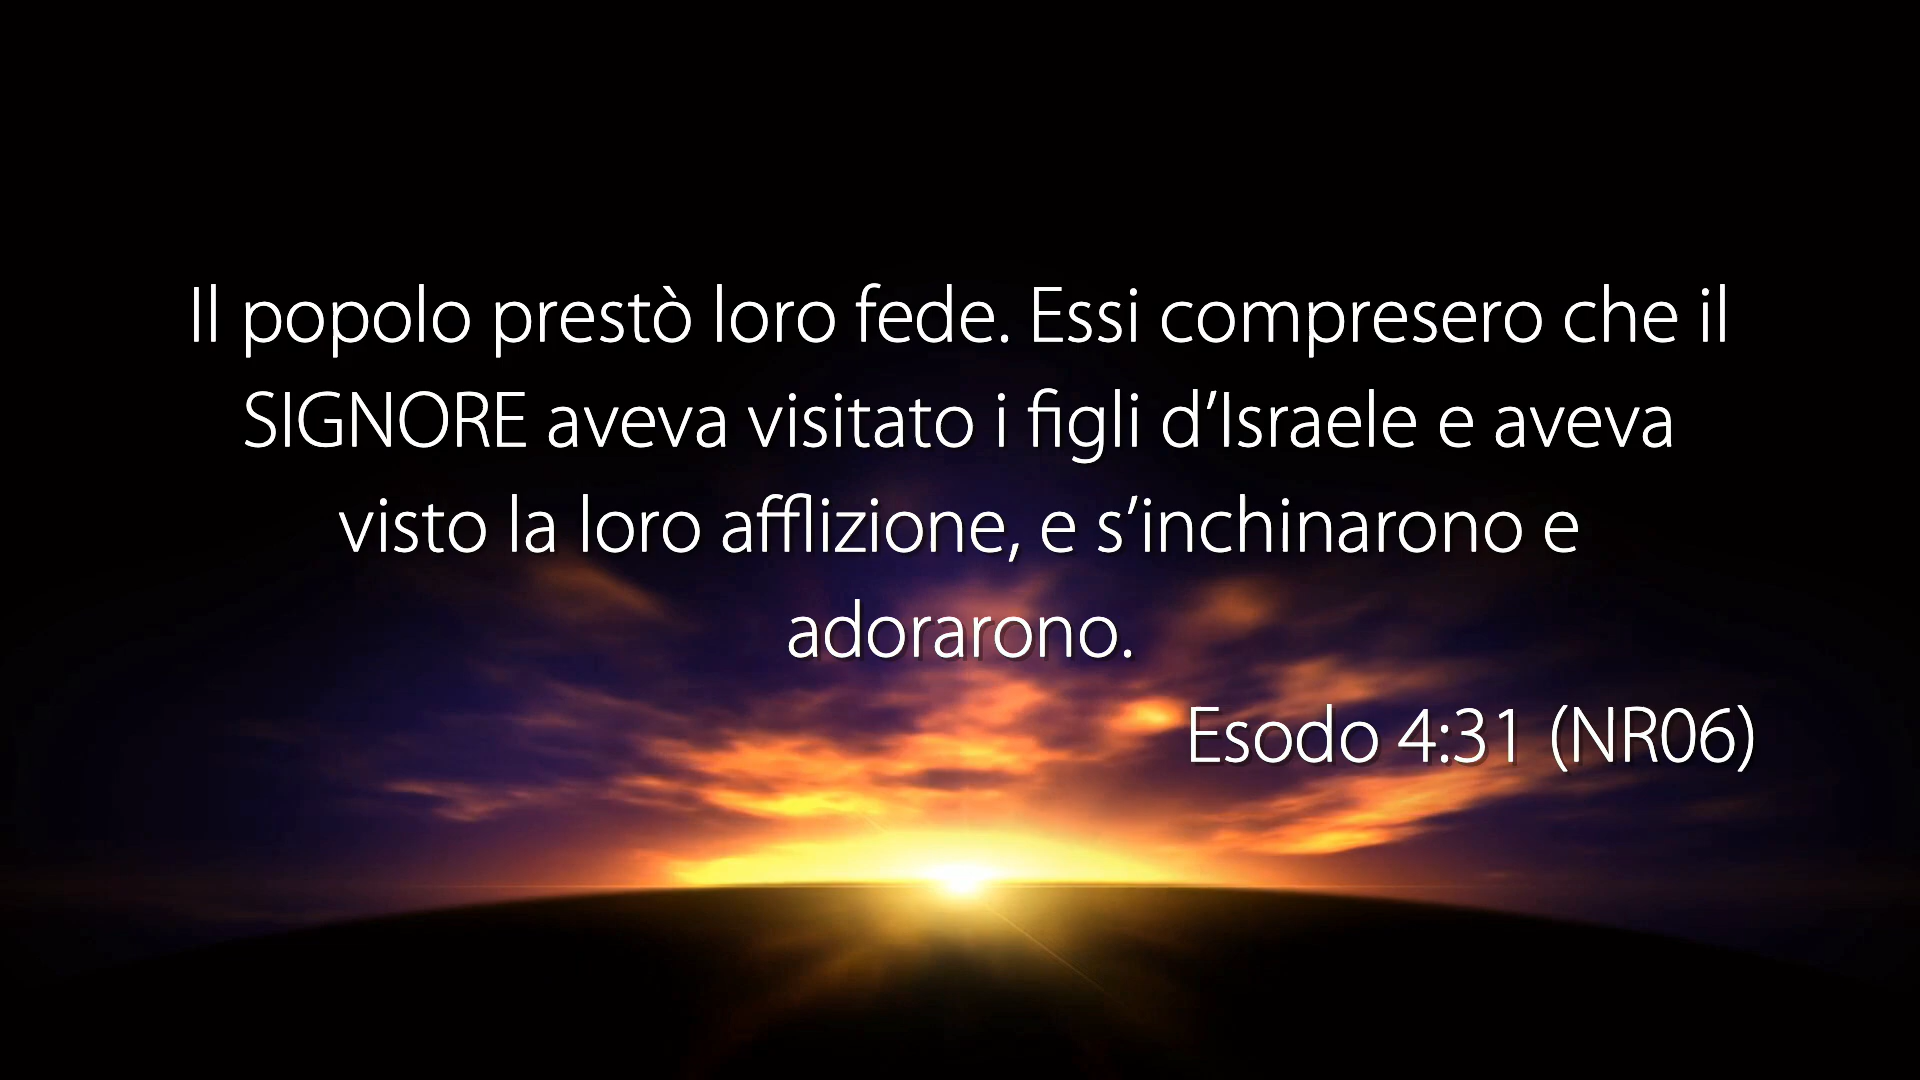 Il popolo prestò loro fede. Essi compresero che il
SIGNORE aveva visitato i figli d’Israele e aveva
visto la loro afflizione, e s’inchinarono e
adorarono.
Esodo 4:31 (NR06)